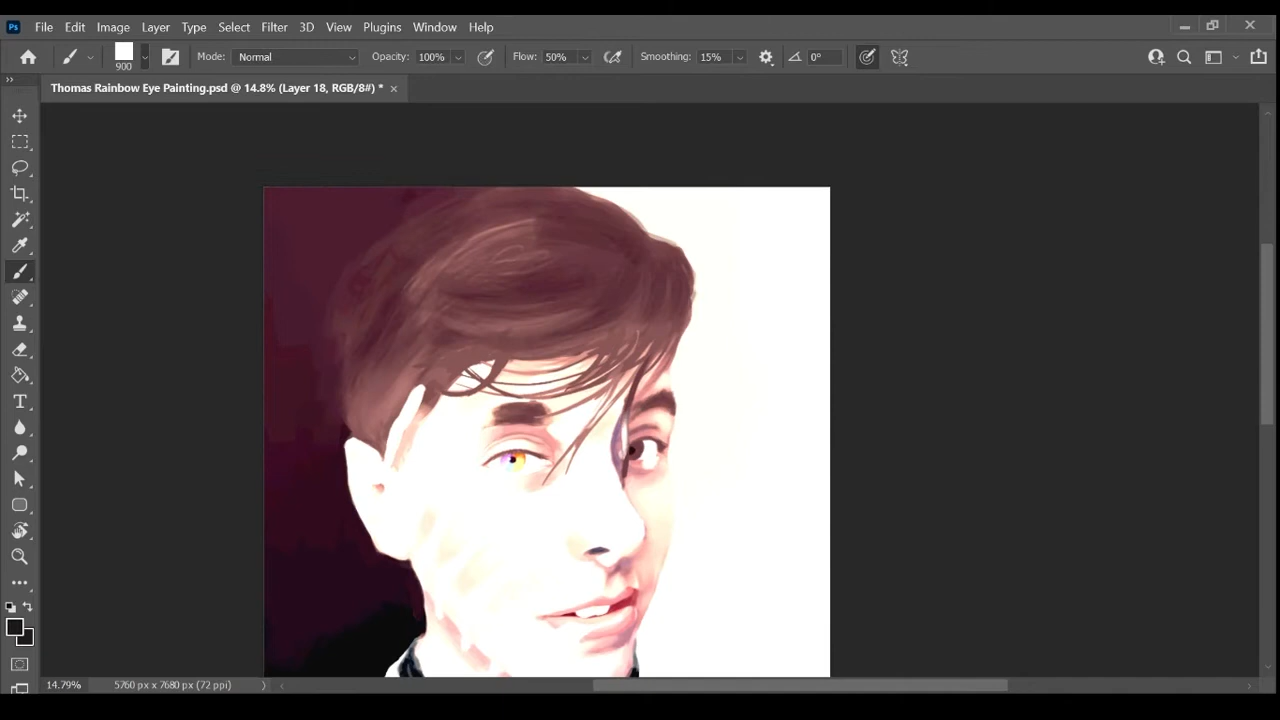 Ps File Edit Image Layer Type Select Filter 3D View Plugins Window Help
900 Mode: Normal Opacity: 100% Flow: 50% Smoothing: 15% 0°
Thomas Rainbow Eye Painting.psd @ 14.8% (Layer 18, RGB/8#) * ×
T
14.79% 5760 px x 7680 px (72 ppi)